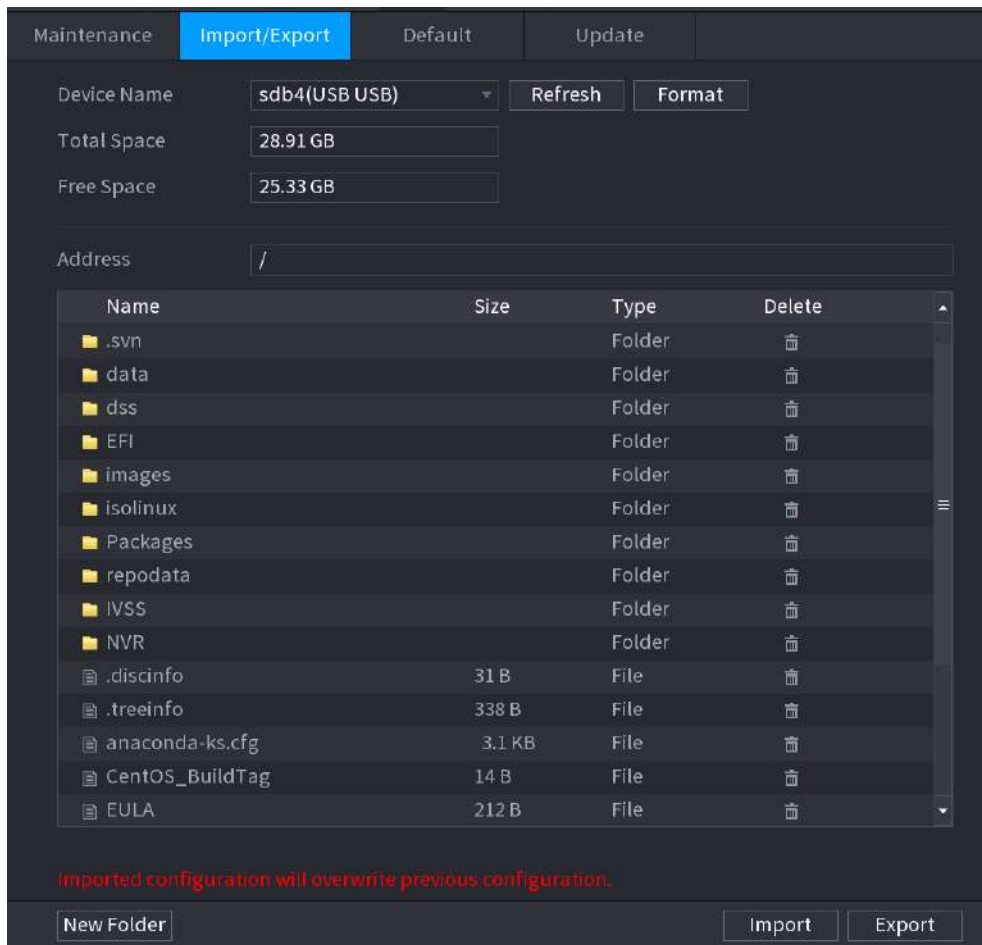 Maintenance Import/Export Default Update
Device Name sdb4(USB USB) Refresh Format
Total Space 28.91 GB
Free Space 25.33 GB
Address /
Name Size Type Delete
.svn Folder
data Folder
dss Folder
EFI Folder
images Folder
isolinux Folder
Packages Folder
repodata Folder
IVSS Folder
NVR Folder
.discinfo 31 B File
.treeinfo 338 B File
anaconda-ks.cfg 3.1 KB File
CentOS_BuildTag 14 B File
EULA 212 B File
Imported configuration will overwrite previous configuration.
New Folder Import Export